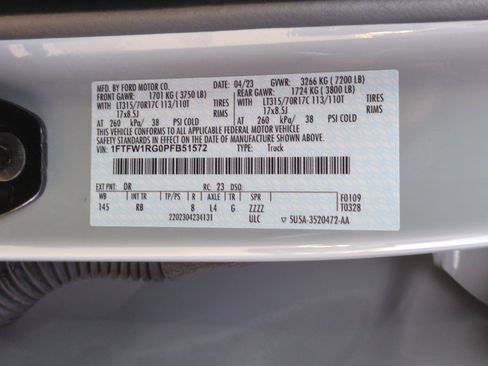 MFD. BY FORD MOTOR CO. DATE: 04/23 GVWR: 3266 KG ( 7200 LB)
FRONT GAWR: 1701 KG ( 3750 LB) REAR GAWR: 1724 KG ( 3800 LB)
WITH LT315/70R17C 113/110T TIRES WITH LT315/70R17C 113/110T TIRES
17x8.5J RIMS 17x8.5J RIMS
AT 260 kPa/ 38 PSI COLD AT 260 kPa/ 38 PSI COLD
THIS VEHICLE CONFORMS TO ALL APPLICABLE FEDERAL MOTOR VEHICLE
SAFETY STANDARDS IN EFFECT ON THE DATE OF MANUFACTURE SHOWN ABOVE.
VIN: 1FTFW1RG0PFB51572 TYPE: Truck
EXT PNT: DR RC: 23 DSO:
WB INT TR TP/PS R AXLE TR SPR F0109
145 RB 8 L4 G ZZZZ T0328
2202304234131 ULC ▽ SU5A-3520472-AA